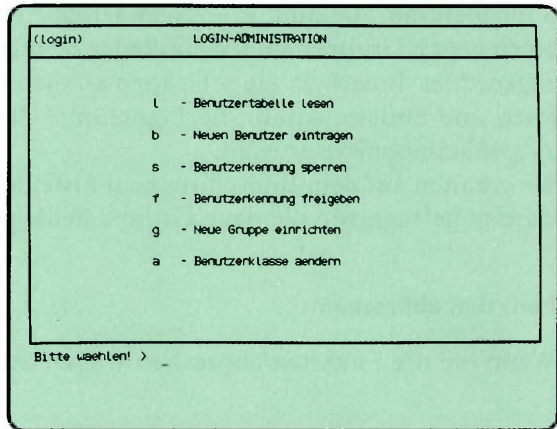 (login) LOGIN-ADMINISTRATION
l - Benutzertabelle lesen
b - Neuen Benutzer eintragen
s - Benutzerkennung sperren
f - Benutzerkennung freigeben
g - Neue Gruppe einrichten
a - Benutzerklasse aendern
Bitte waehlen! > _